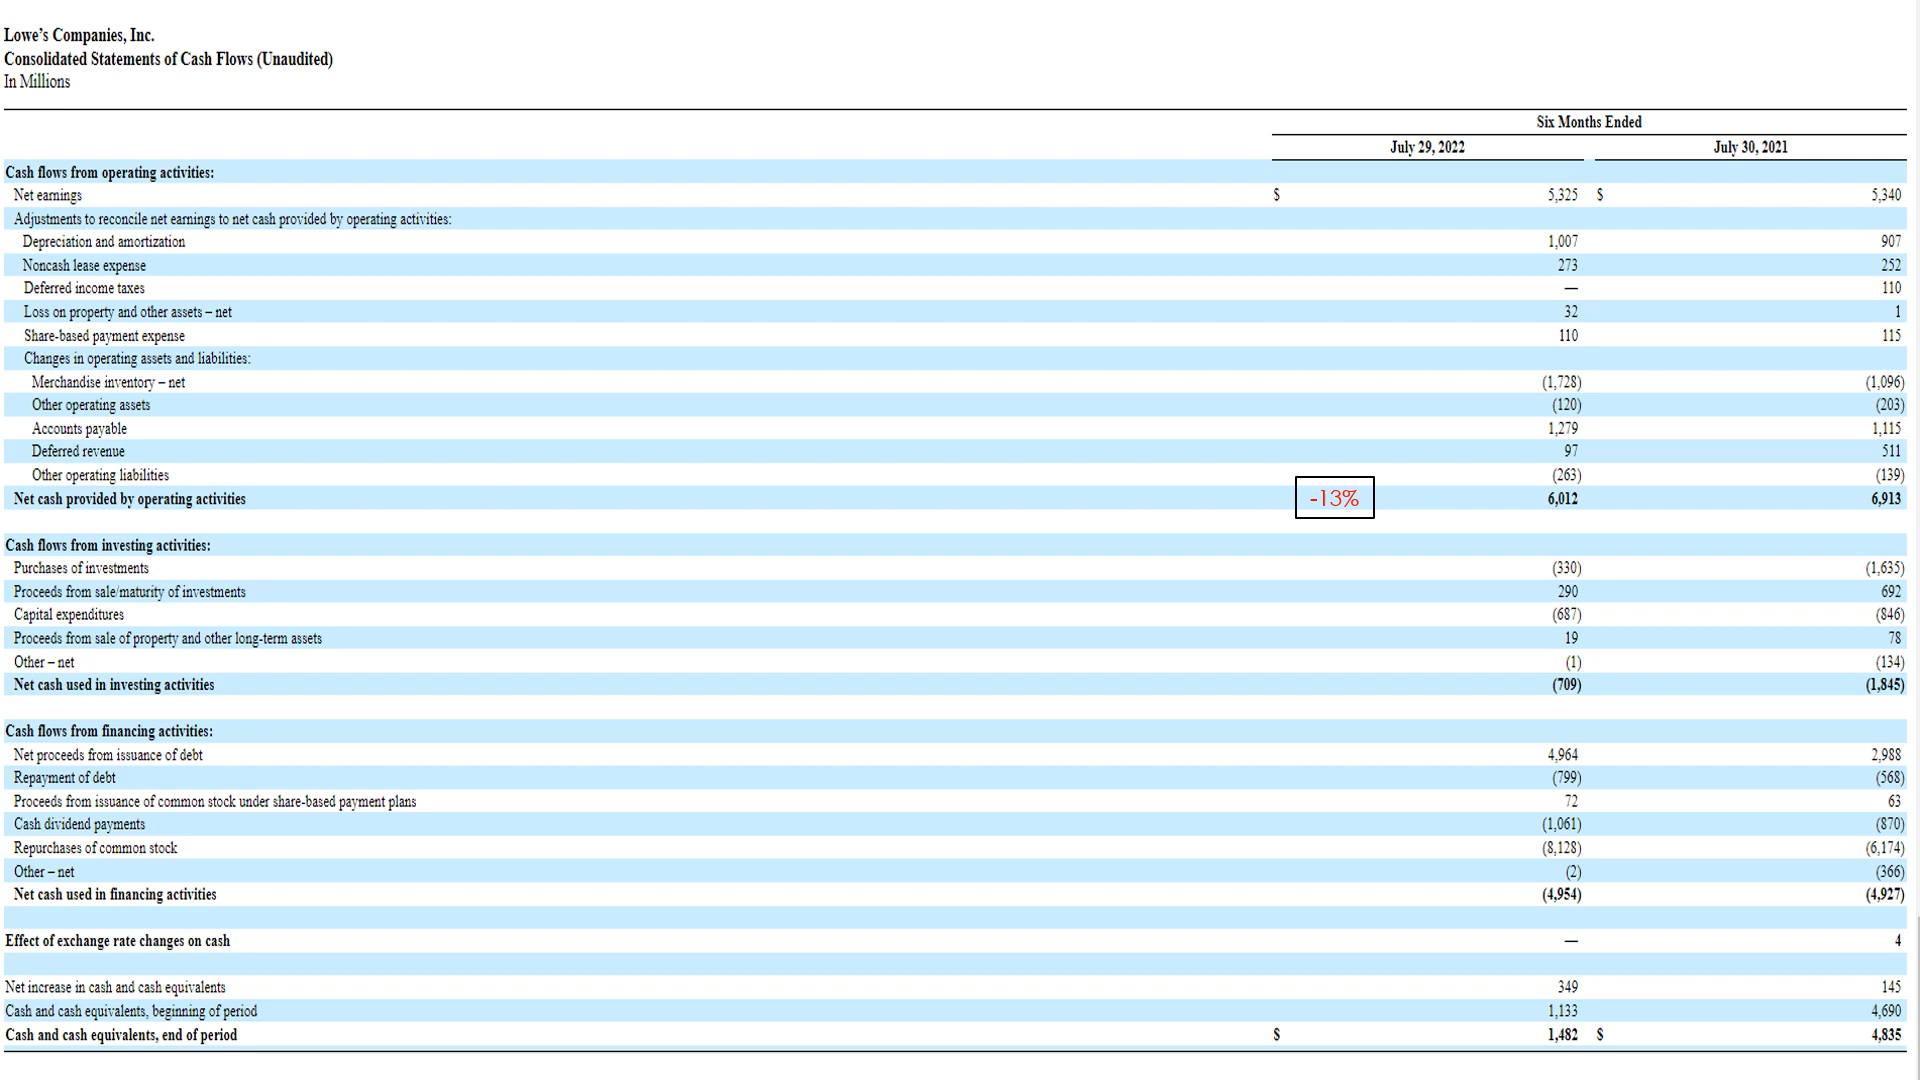 Lowe’s Companies, Inc.
Consolidated Statements of Cash Flows (Unaudited)
In Millions
Six Months Ended
July 29, 2022 July 30, 2021
Cash flows from operating activities:
Net earnings $ 5,325 $ 5,340
Adjustments to reconcile net earnings to net cash provided by operating activities:
Depreciation and amortization 1,007 907
Noncash lease expense 273 252
Deferred income taxes — 110
Loss on property and other assets – net 32 1
Share-based payment expense 110 115
Changes in operating assets and liabilities:
Merchandise inventory – net (1,728) (1,096)
Other operating assets (120) (203)
Accounts payable 1,279 1,115
Deferred revenue 97 511
Other operating liabilities (263) (139)
Net cash provided by operating activities -13% 6,012 6,913
Cash flows from investing activities:
Purchases of investments (330) (1,635)
Proceeds from sale/maturity of investments 290 692
Capital expenditures (687) (846)
Proceeds from sale of property and other long-term assets 19 78
Other – net (1) (134)
Net cash used in investing activities (709) (1,845)
Cash flows from financing activities:
Net proceeds from issuance of debt 4,964 2,988
Repayment of debt (799) (568)
Proceeds from issuance of common stock under share-based payment plans 72 63
Cash dividend payments (1,061) (870)
Repurchases of common stock (8,128) (6,174)
Other – net (2) (366)
Net cash used in financing activities (4,954) (4,927)
Effect of exchange rate changes on cash — 4
Net increase in cash and cash equivalents 349 145
Cash and cash equivalents, beginning of period 1,133 4,690
Cash and cash equivalents, end of period $ 1,482 $ 4,835